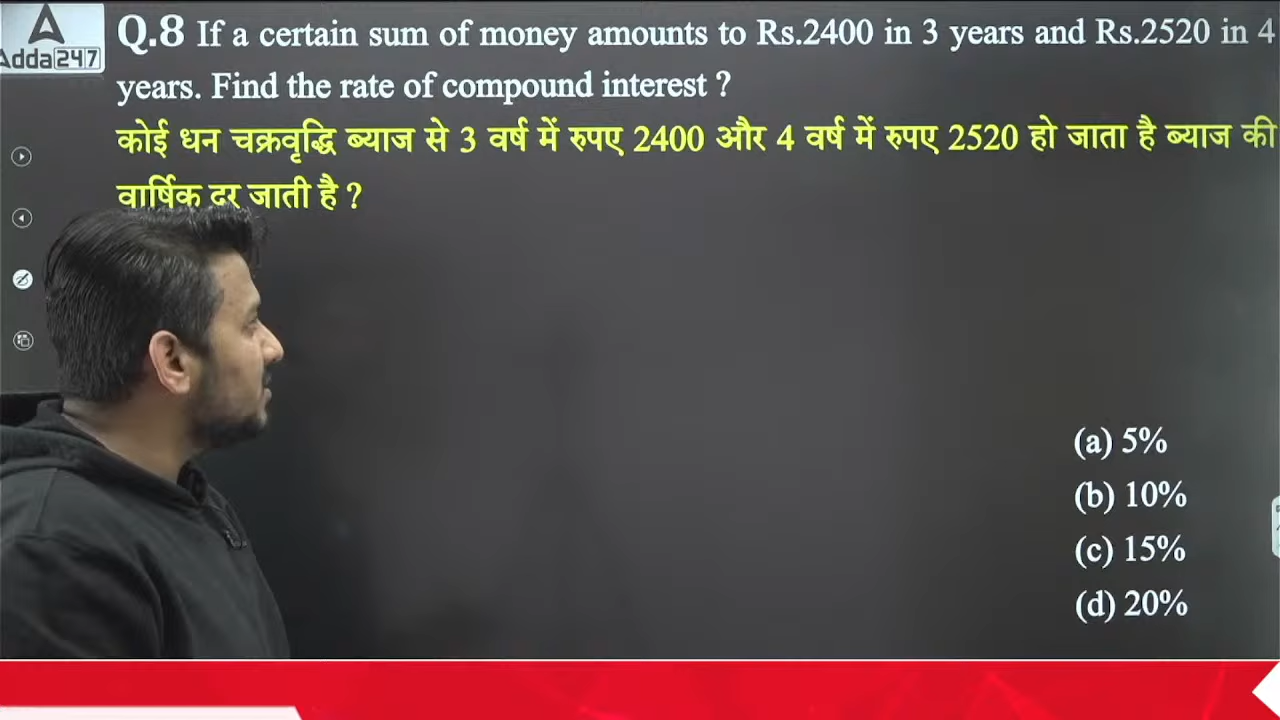 Adda247
Q.8 If a certain sum of money amounts to Rs.2400 in 3 years and Rs.2520 in 4
years. Find the rate of compound interest ?
कोई धन चक्रवृद्धि ब्याज से 3 वर्ष में रुपए 2400 और 4 वर्ष में रुपए 2520 हो जाता है ब्याज की
वार्षिक दर जाती है ?
(a) 5%
(b) 10%
(c) 15%
(d) 20%